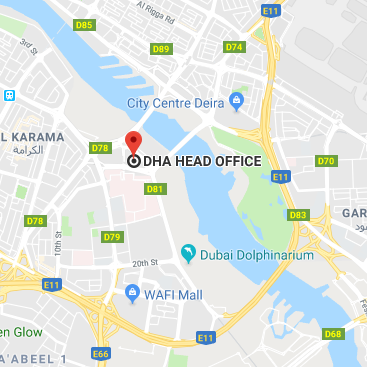 E11
Al Rigga Rd
D85
3rd St
D89
D74
City Centre Deira
L KARAMA
الكرامة
D78
DHA HEAD OFFICE
D70
E11
D81
D78
D83
GAR
10th St
D79
20th St
Dubai Dolphinarium
E11
WAFI Mall
en Glow
E11
D68
A'ABEEL 1
E66